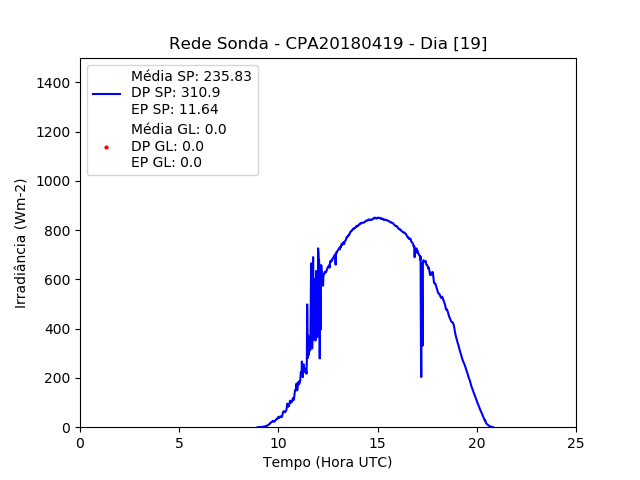 Rede Sonda - CPA20180419 - Dia [19]
Média SP: 235.83
DP SP: 310.9
EP SP: 11.64
Média GL: 0.0
DP GL: 0.0
EP GL: 0.0
Irradiância (Wm-2)
1400
1200
1000
800
600
400
200
0
0 5 10 15 20 25
Tempo (Hora UTC)